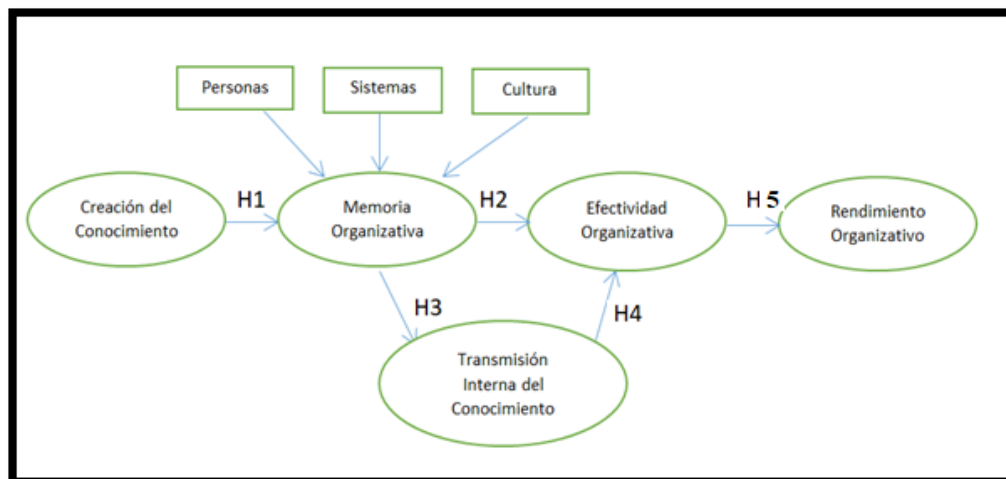 Personas
Sistemas
Cultura
Creación del
Conocimiento
H1
Memoria
Organizativa
H2
Efectividad
Organizativa
H 5
Rendimiento
Organizativo
H3
H4
Transmisión
Interna del
Conocimiento